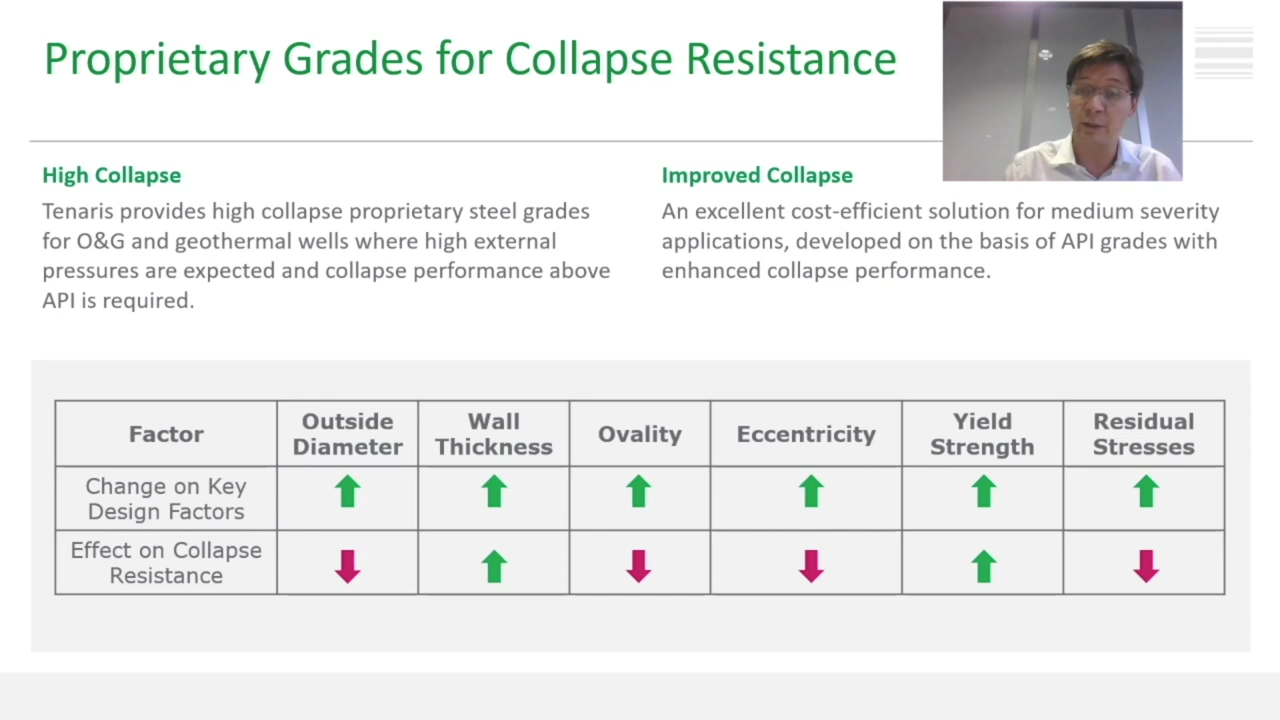 Proprietary Grades for Collapse Resistance
High Collapse
Tenaris provides high collapse proprietary steel grades
for O&G and geothermal wells where high external
pressures are expected and collapse performance above
API is required.
Improved Collapse
An excellent cost-efficient solution for medium severity
applications, developed on the basis of API grades with
enhanced collapse performance.
Factor
Outside
Diameter
Wall
Thickness
Ovality
Eccentricity
Yield
Strength
Residual
Stresses
Change on Key
Design Factors
Effect on Collapse
Resistance